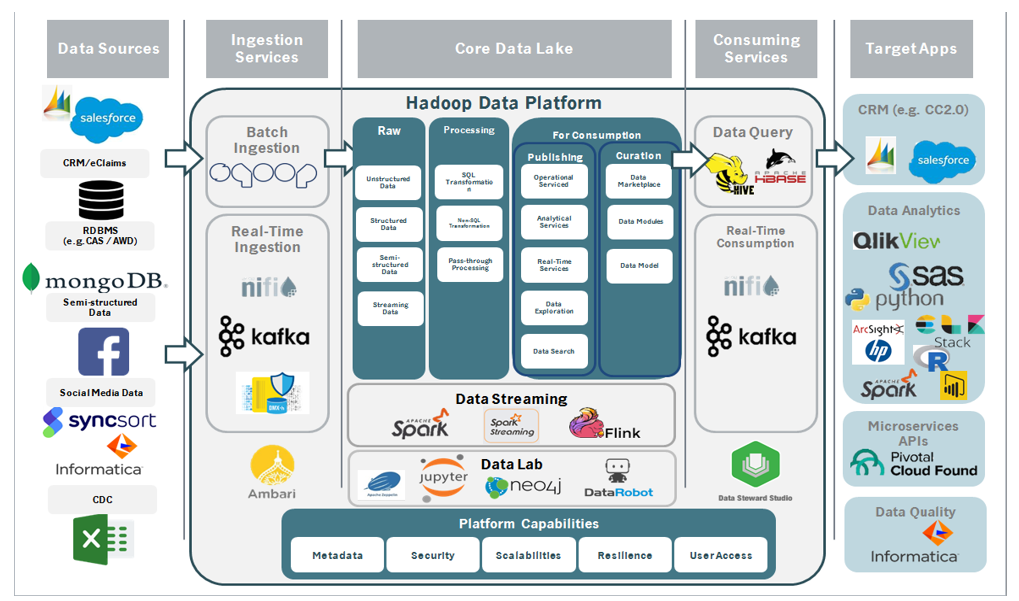 Data Sources
Ingestion
Services
Core Data Lake
Consuming
Services
Target Apps
salesforce
CRM/eClaims
RDBMS
(e.g.CAS / AWD)
mongoDB.
Semi-structured
Data
Social Media Data
syncsort
Informatica
CDC
Hadoop Data Platform
Batch
Ingestion
sqoop
Real-Time
Ingestion
nifi
kafka
Ambari
Raw
Unstructured
Data
Structured
Data
Semi-
structured
Data
Streaming
Data
Processing
SQL
Transformatio
n
Non-SQL
Transformation
Pass-through
Processing
For Consumption
Publishing
Operational
Serviced
Analytical
Services
Real-Time
Services
Data
Exploration
Data Search
Curation
Data
Marketplace
Data Modules
Data Model
Data Streaming
APACHE
Spark
Spark
Streaming
Flink
Data Lab
Apache Zeppelin
jupyter
neo4j
DataRobot
Platform Capabilities
Metadata
Security
Scalabilities
Resilience
User Access
Data Query
HIVE
APACHE
HBASE
Real-Time
Consumption
nifi
kafka
Data Steward Studio
CRM (e.g. CC2.0)
salesforce
Data Analytics
QlikView
sas
python
ArcSight
hp
Stack
R
APACHE
Spark
Microservices
APIs
Pivotal
Cloud Found
Data Quality
Informatica